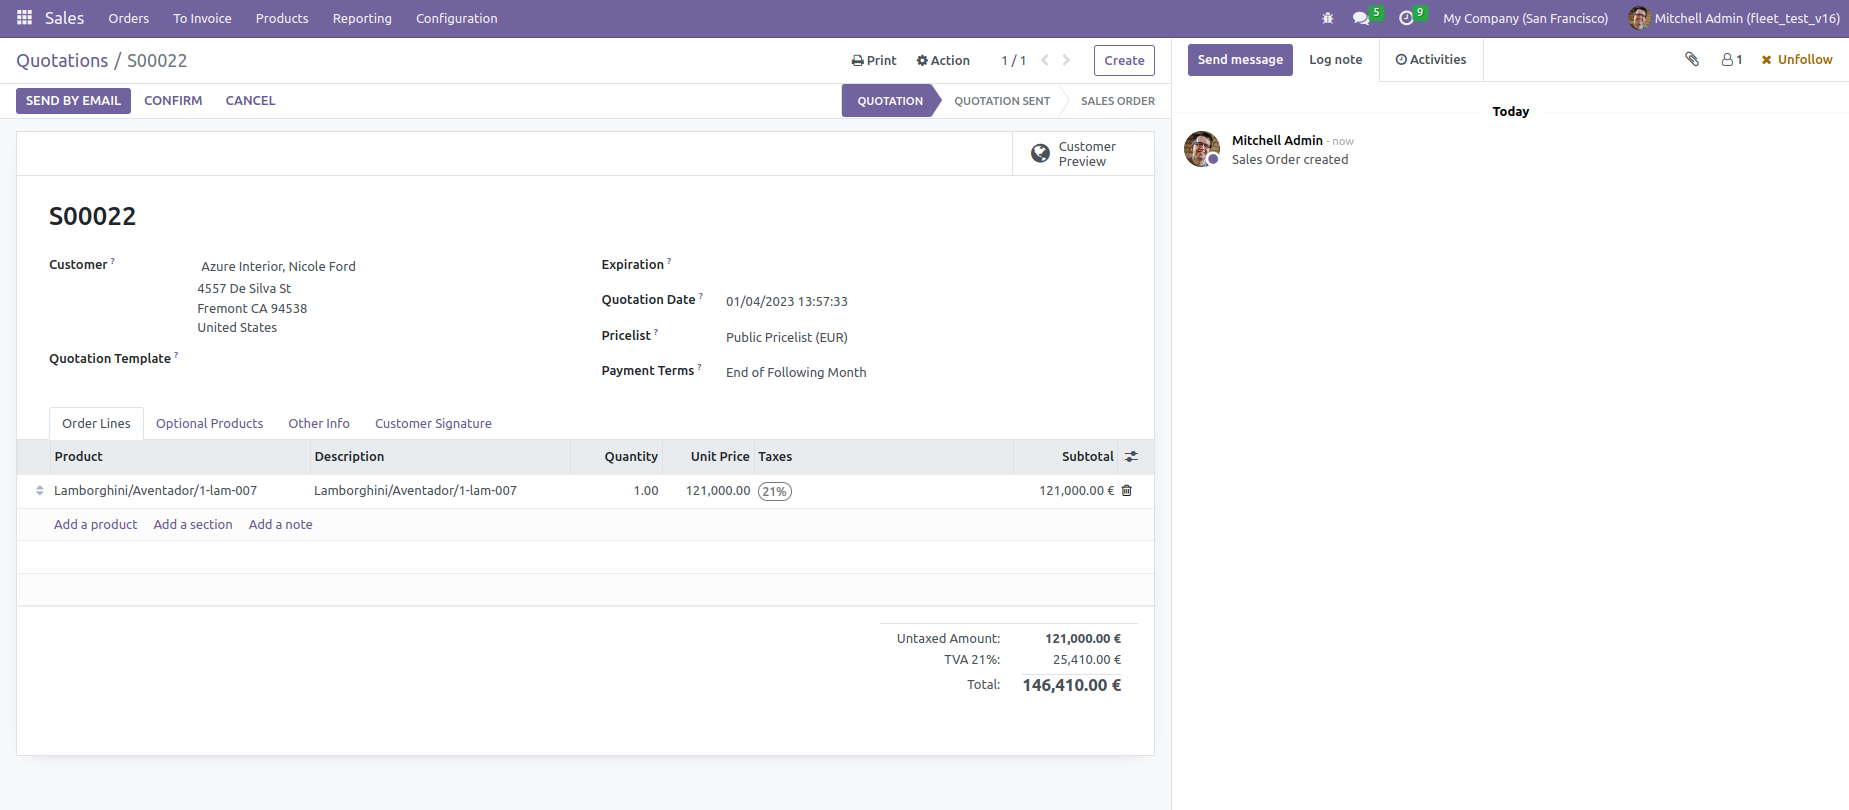 Sales Orders To Invoice Products Reporting Configuration 5 9 My Company (San Francisco) Mitchell Admin (fleet_test_v16)
Quotations / S00022 Print Action 1 / 1 Create
SEND BY EMAIL CONFIRM CANCEL QUOTATION QUOTATION SENT SALES ORDER
Customer
Preview
S00022
Customer ? Azure Interior, Nicole Ford
4557 De Silva St
Fremont CA 94538
United States
Quotation Template ?
Expiration ?
Quotation Date ? 01/04/2023 13:57:33
Pricelist ? Public Pricelist (EUR)
Payment Terms ? End of Following Month
Order Lines Optional Products Other Info Customer Signature
Product Description Quantity Unit Price Taxes Subtotal
Lamborghini/Aventador/1-lam-007 Lamborghini/Aventador/1-lam-007 1.00 121,000.00 21% 121,000.00 €
Add a product Add a section Add a note
Untaxed Amount: 121,000.00 €
TVA 21%: 25,410.00 €
Total: 146,410.00 €
Send message Log note Activities 1 Unfollow
Today
Mitchell Admin - now
Sales Order created